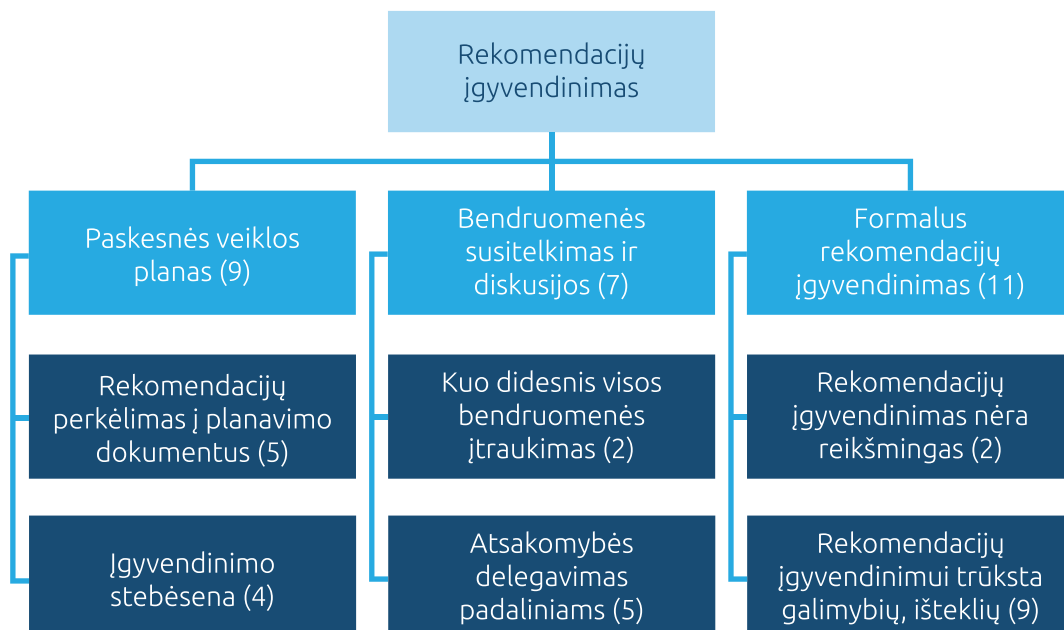 Rekomendacijų
įgyvendinimas
Paskesnės veiklos
planas (9)
Bendruomenės
susitelkimas ir
diskusijos (7)
Formalus
rekomendacijų
įgyvendinimas (11)
Rekomendacijų
perkėlimas į planavimo
dokumentus (5)
Kuo didesnis visos
bendruomenės
įtraukimas (2)
Rekomendacijų
įgyvendinimas nėra
reikšmingas (2)
Įgyvendinimo
stebėsena (4)
Atsakomybės
delegavimas
padaliniams (5)
Rekomendacijų
įgyvendinimui trūksta
galimybių, išteklių (9)